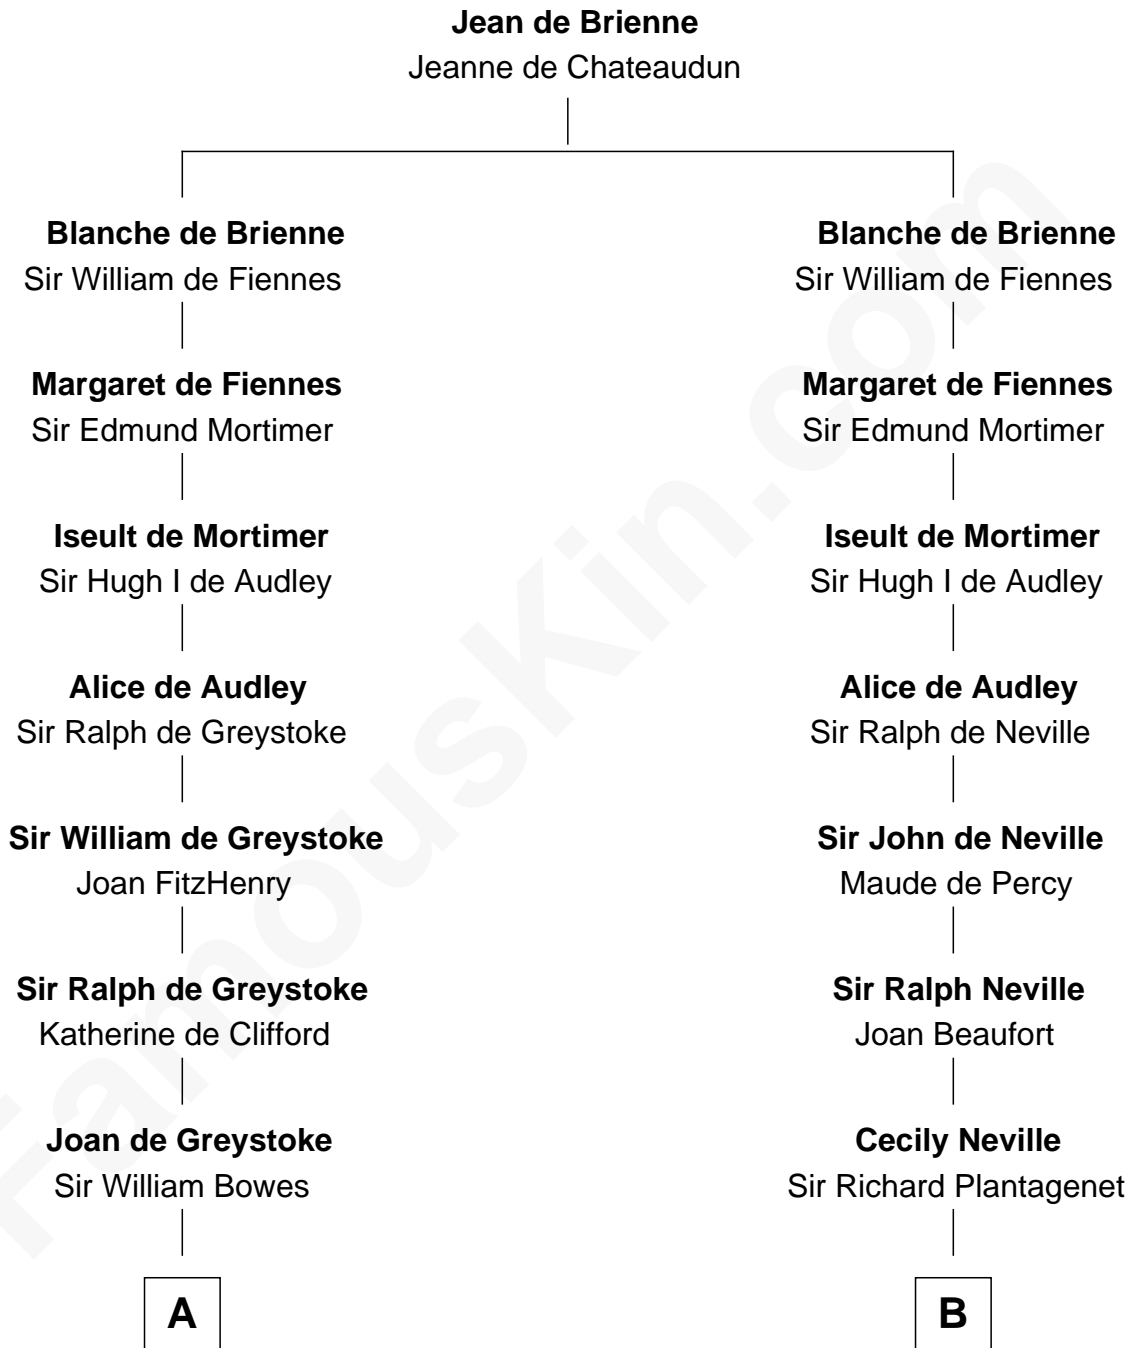 Jean de Brienne
Jeanne de Chateaudun
Blanche de Brienne
Sir William de Fiennes
Margaret de Fiennes
Sir Edmund Mortimer
Iseult de Mortimer
Sir Hugh I de Audley
Alice de Audley
Sir Ralph de Greystoke
Sir William de Greystoke
Joan FitzHenry
Sir Ralph de Greystoke
Katherine de Clifford
Joan de Greystoke
Sir William Bowes
A
Blanche de Brienne
Sir William de Fiennes
Margaret de Fiennes
Sir Edmund Mortimer
Iseult de Mortimer
Sir Hugh I de Audley
Alice de Audley
Sir Ralph de Neville
Sir John de Neville
Maude de Percy
Sir Ralph Neville
Joan Beaufort
Cecily Neville
Sir Richard Plantagenet
B
FamousKin.com